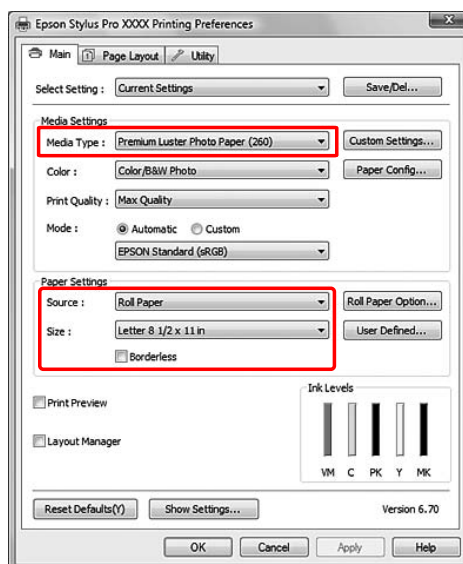 Epson Stylus Pro XXXX Printing Preferences
Main Page Layout Utility
Select Setting : Current Settings Save/Del...
Media Settings
Media Type : Premium Luster Photo Paper (260) Custom Settings...
Color : Color/B&W Photo Paper Config...
Print Quality : Max Quality
Mode : Automatic Custom
EPSON Standard (sRGB)
Paper Settings
Source : Roll Paper Roll Paper Option...
Size : Letter 8 1/2 x 11 in User Defined...
Borderless
Ink Levels
Print Preview
Layout Manager
VM C PK Y MK
Reset Defaults(Y) Show Settings... Version 6.70
OK Cancel Apply Help